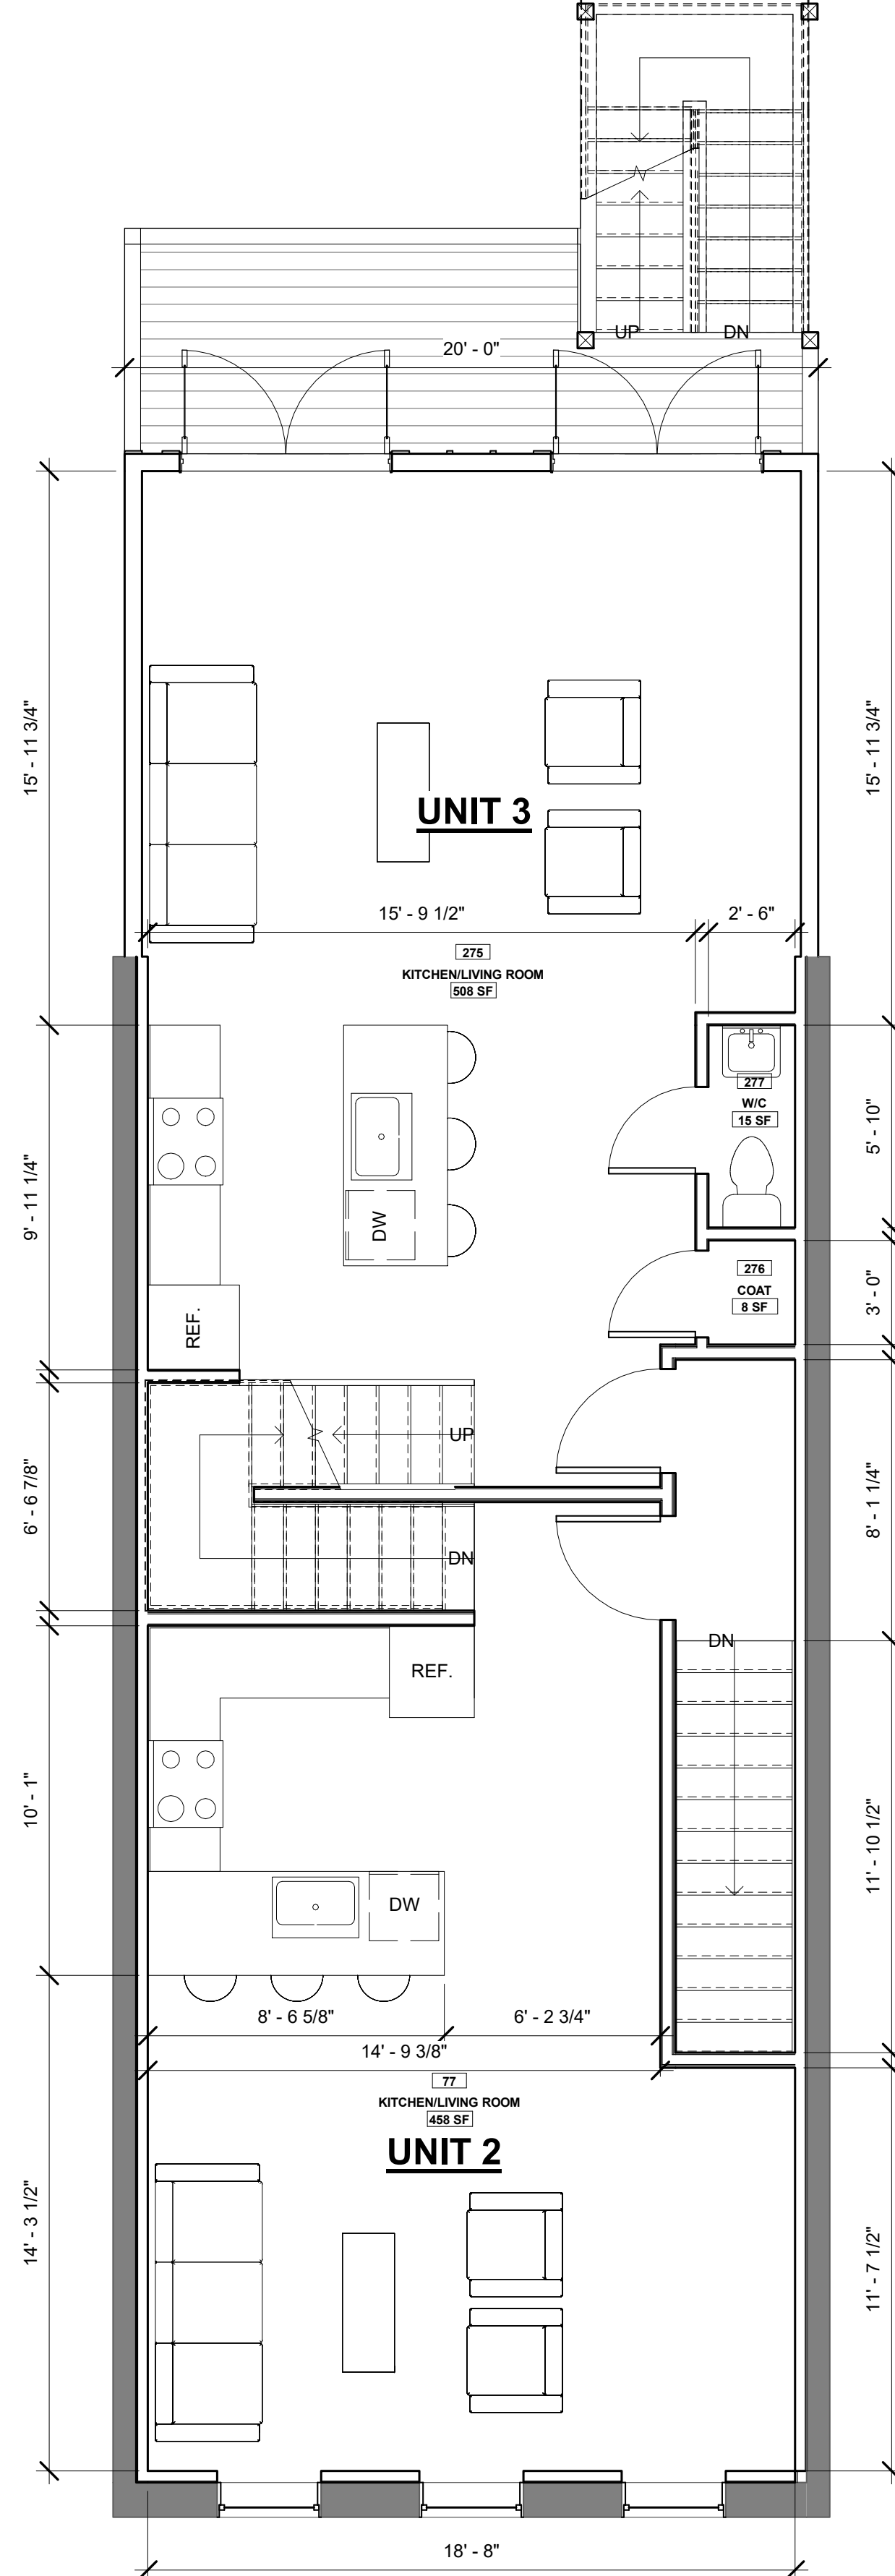 UP
DN
20' - 0"
15' - 11 3/4"
15' - 11 3/4"
UNIT 3
15' - 9 1/2"
2' - 6"
275
KITCHEN/LIVING ROOM
508 SF
277
W/C
15 SF
5' - 10"
9' - 11 1/4"
DW
276
COAT
8 SF
3' - 0"
REF.
UP
6' - 6 7/8"
8' - 1 1/4"
DN
DN
REF.
10' - 1"
11' - 10 1/2"
DW
8' - 6 5/8"
6' - 2 3/4"
14' - 9 3/8"
77
KITCHEN/LIVING ROOM
458 SF
UNIT 2
14' - 3 1/2"
11' - 7 1/2"
18' - 8"